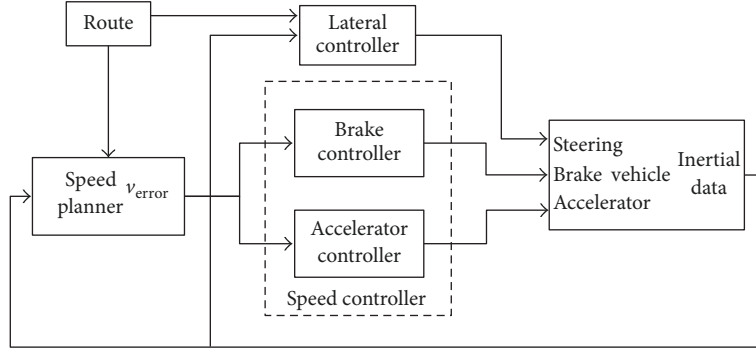 Route
Lateral
controller
Brake
controller
Speed
planner
v_error
Accelerator
controller
Speed controller
Steering
Brake vehicle
Accelerator
Inertial
data